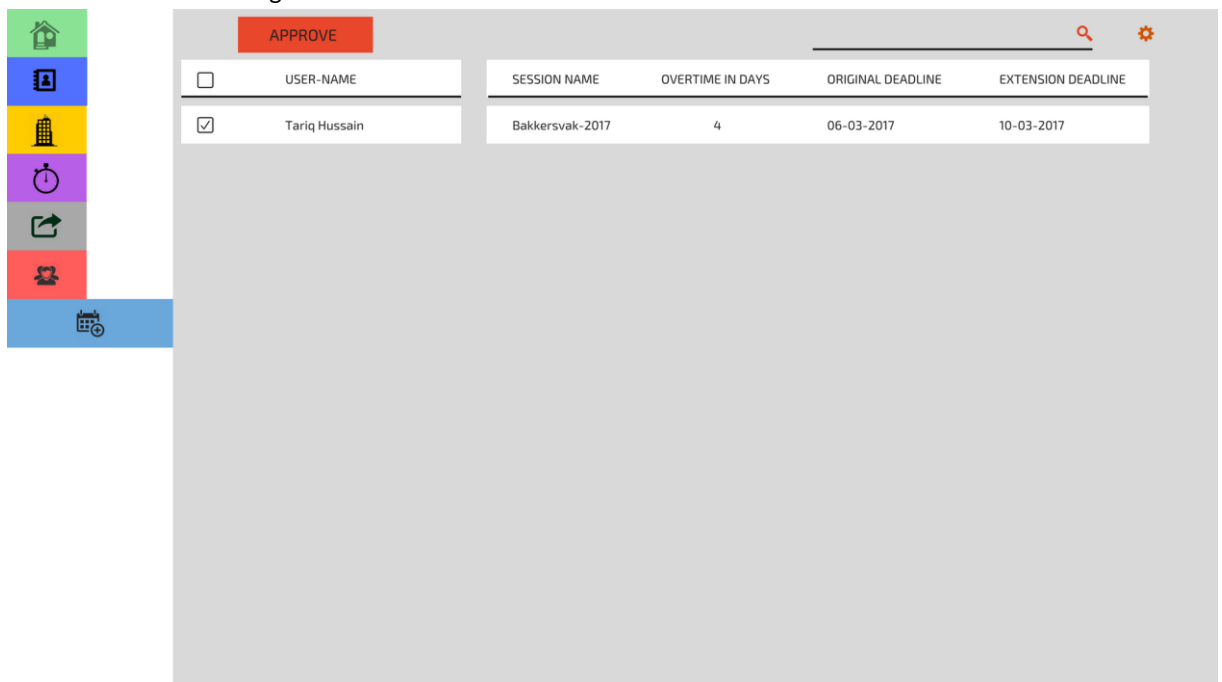 APPROVE
USER-NAME SESSION NAME OVERTIME IN DAYS ORIGINAL DEADLINE EXTENSION DEADLINE
Tariq Hussain Bakkersvak-2017 4 06-03-2017 10-03-2017